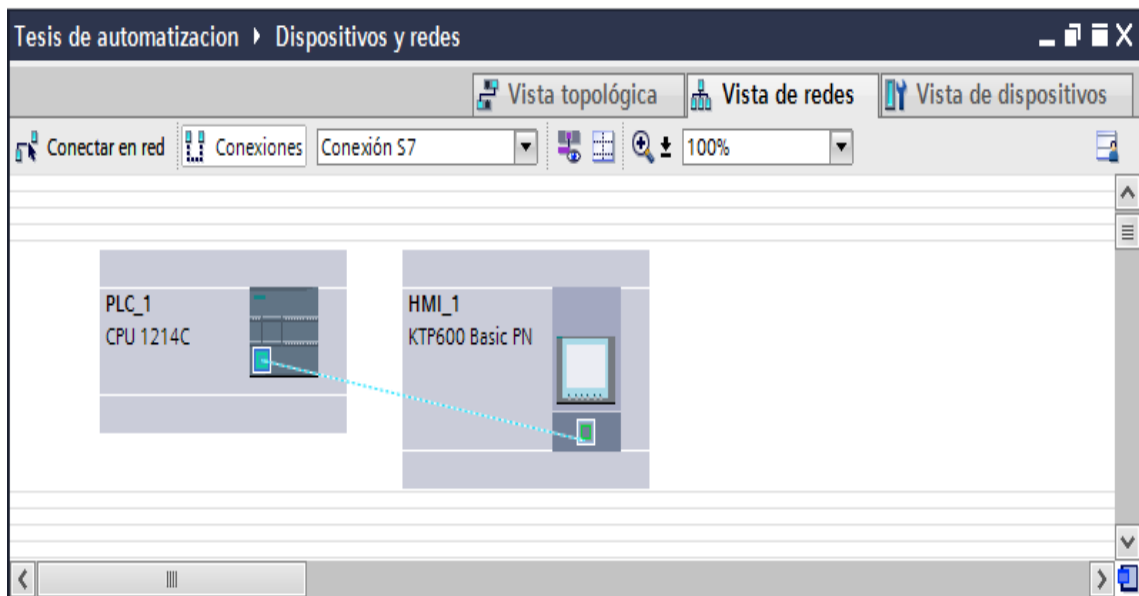 Tesis de automatizacion ▸ Dispositivos y redes
Vista topológica Vista de redes Vista de dispositivos
Conectar en red Conexiones Conexión S7 100%
PLC_1
CPU 1214C
HMI_1
KTP600 Basic PN